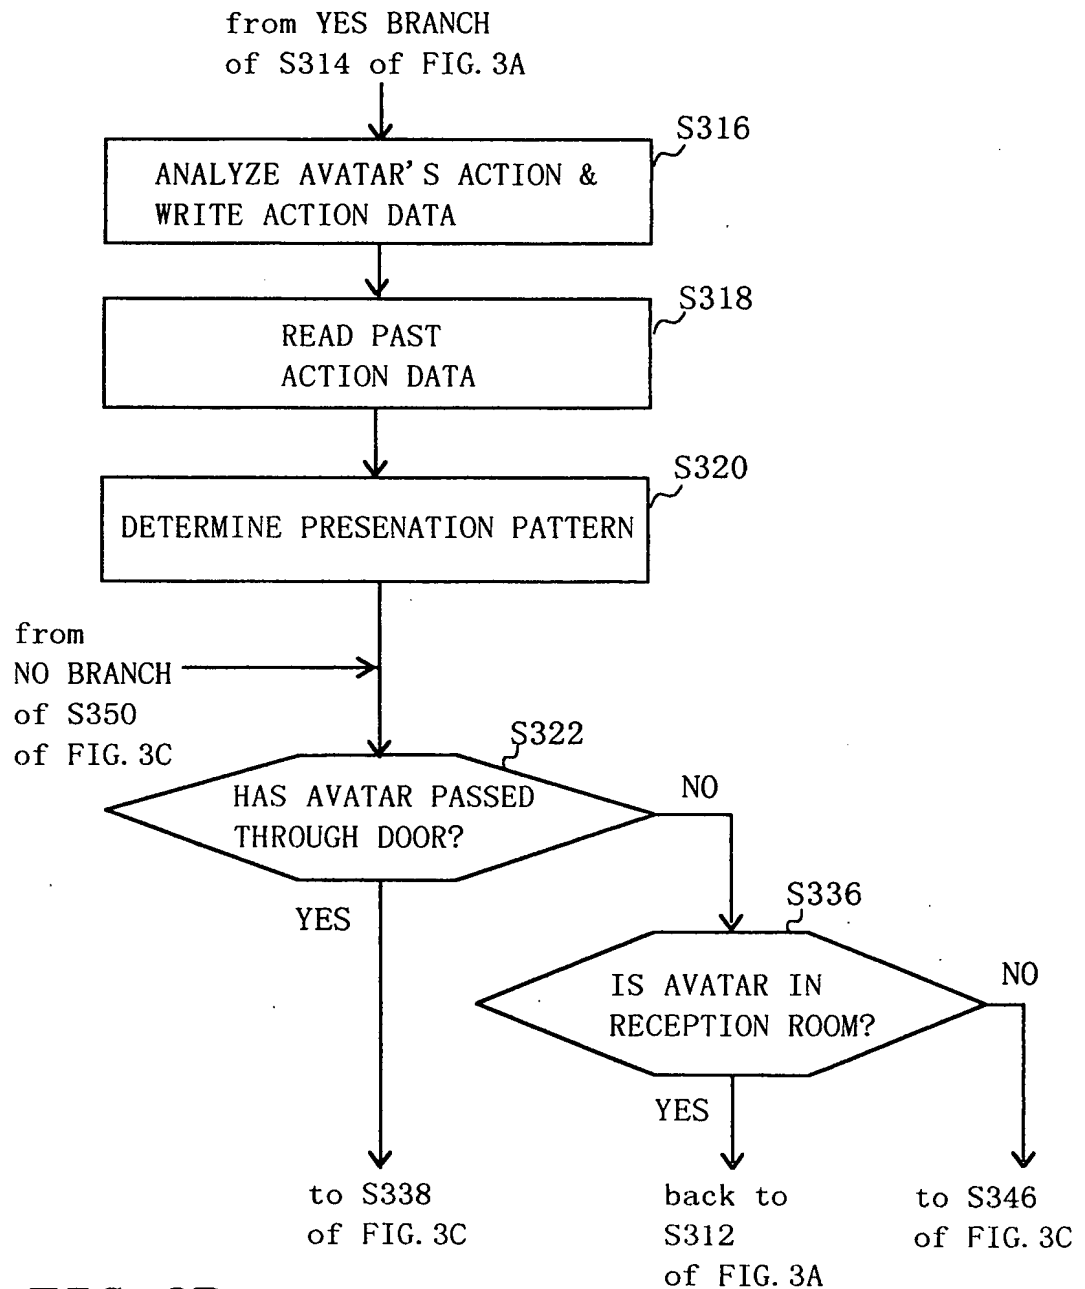 from YES BRANCH
of S314 of FIG. 3A
S316
ANALYZE AVATAR'S ACTION &
WRITE ACTION DATA
S318
READ PAST
ACTION DATA
S320
DETERMINE PRESENATION PATTERN
from
NO BRANCH
of S350
of FIG. 3C
S322
HAS AVATAR PASSED
THROUGH DOOR?
NO
YES
S336
IS AVATAR IN
RECEPTION ROOM?
NO
YES
to S338
of FIG. 3C
back to
S312
of FIG. 3A
to S346
of FIG. 3C